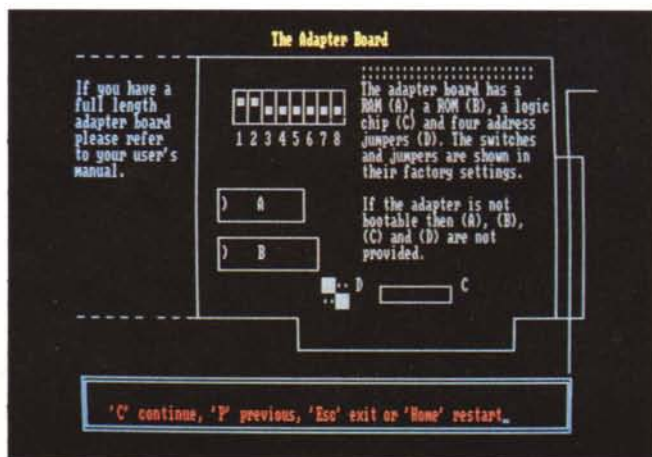 The Adapter Board
If you have a
full length
adapter board
please refer
to your user's
manual.
1 2 3 4 5 6 7 8
The adapter board has a
RAM (A), a ROM (B), a logic
chip (C) and four address
jumpers (D). The switches
and jumpers are shown in
their factory settings.
If the adapter is not
bootable then (A), (B),
(C) and (D) are not
provided.
A
B
D
C
'C' continue, 'P' previous, 'Esc' exit or 'Home' restart_